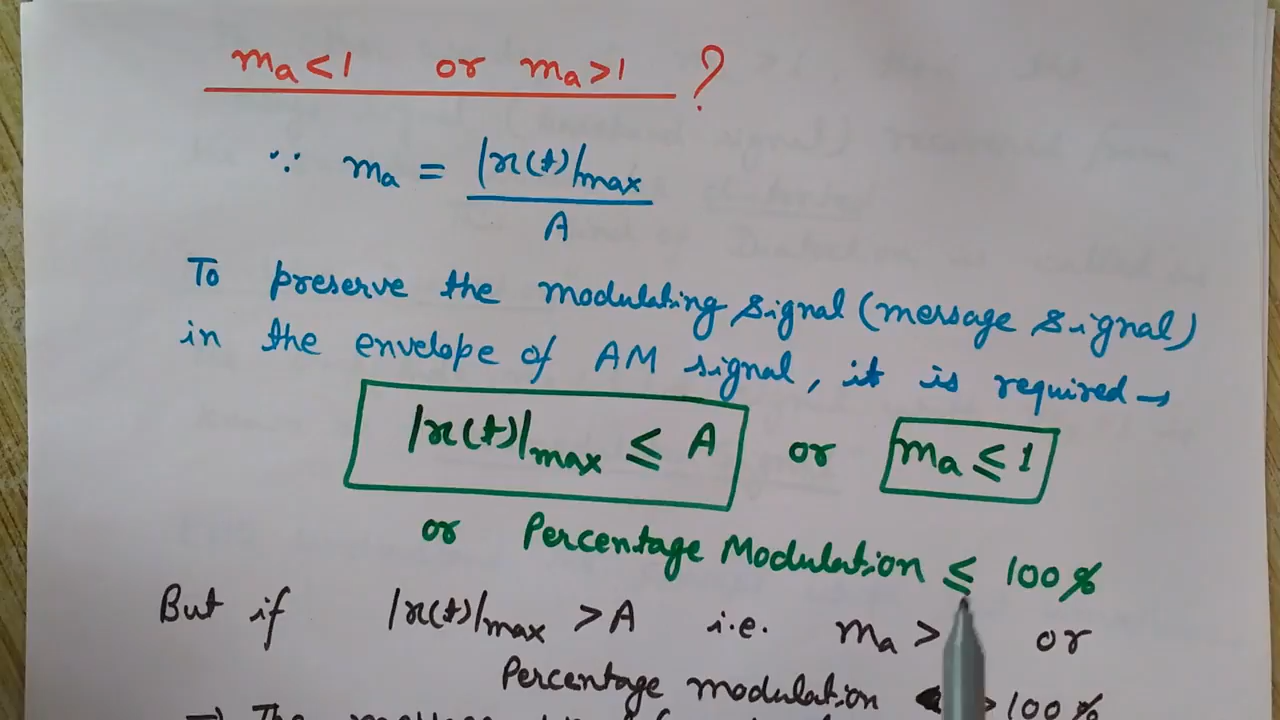 ma < 1 or ma > 1 ?
∵ ma = |x(t)|max / A
To preserve the modulating signal (message signal)
in the envelope of AM signal, it is required →
|x(t)|max ≤ A or ma ≤ 1
or Percentage Modulation ≤ 100%
But if |x(t)|max > A i.e. ma > or
Percentage modulation > 100%
⇒ The